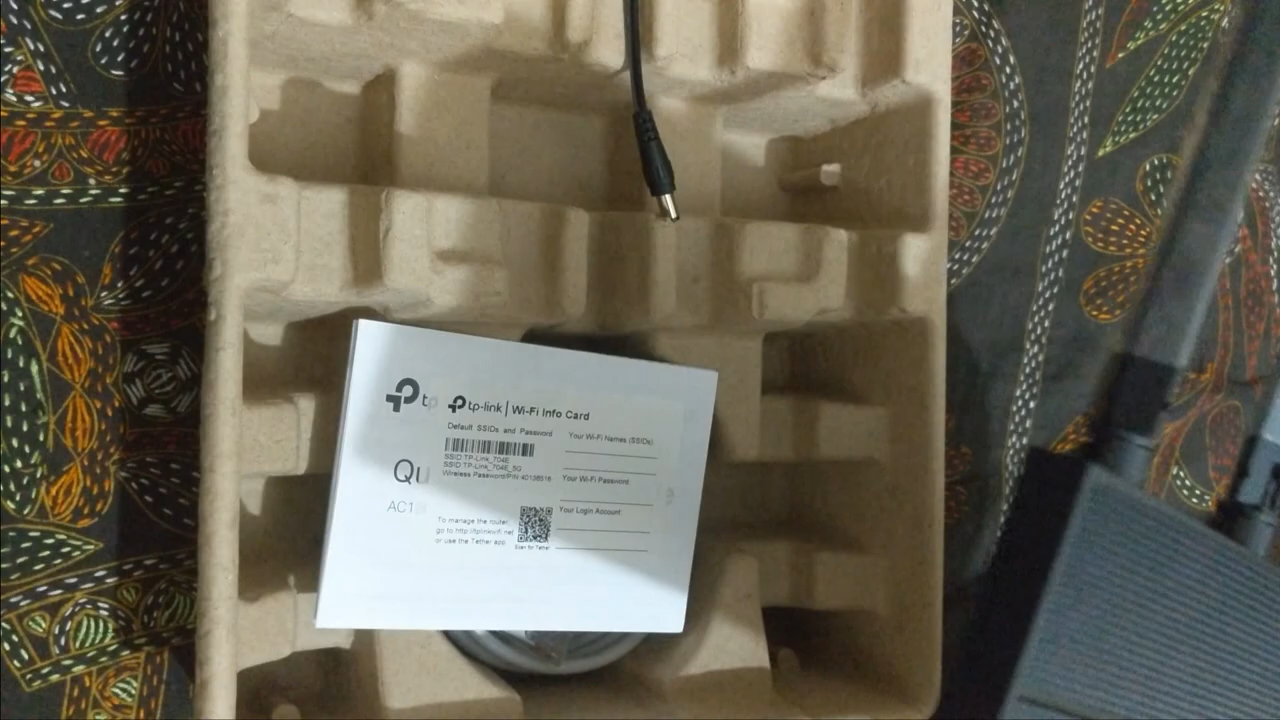 tp
tp-link | Wi-Fi Info Card
Default SSIDs and Password
SSID:TP-Link_704E
SSID:TP-Link_704E_5G
Wireless Password/PIN:40138516
To manage the router,
go to http://tplinkwifi.net
or use the Tether app.
Scan for Tether
Your Wi-Fi Names (SSIDs)
Your Wi-Fi Password
Your Login Account
Qu
AC1